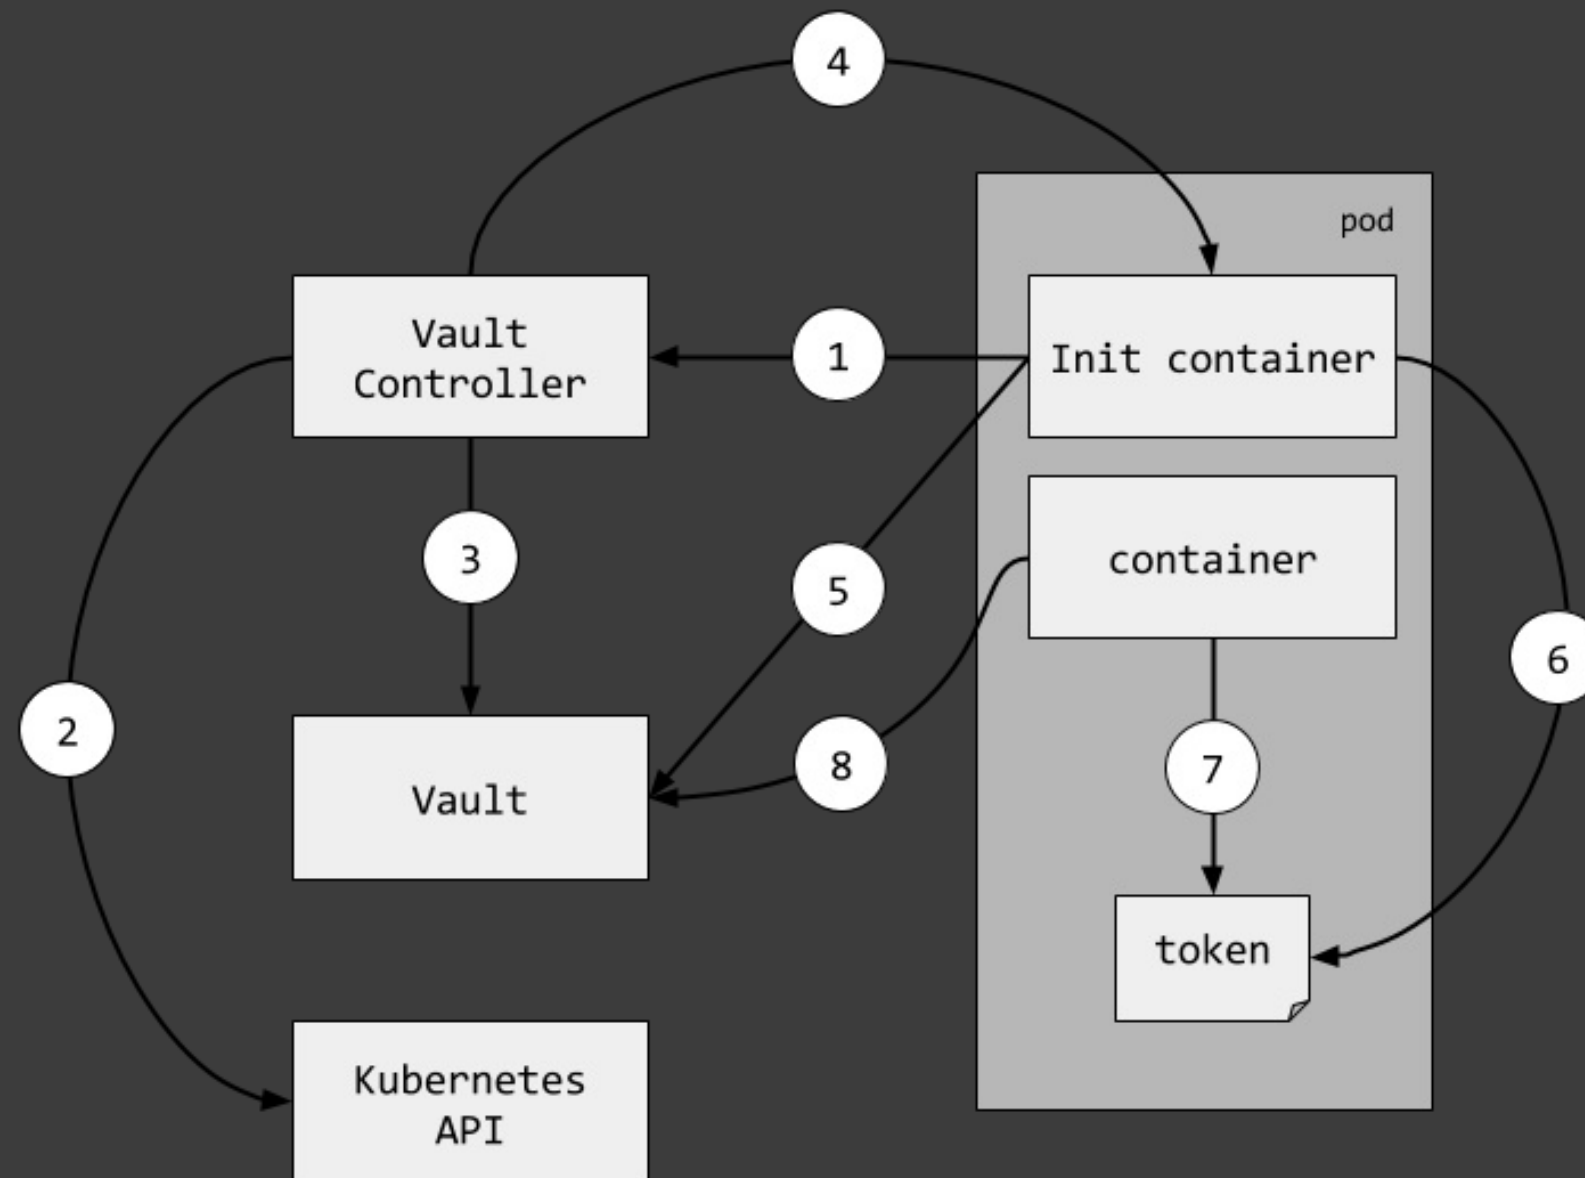 4
pod
Vault
Controller
1
Init container
3
5
container
2
8
6
7
Vault
token
Kubernetes
API